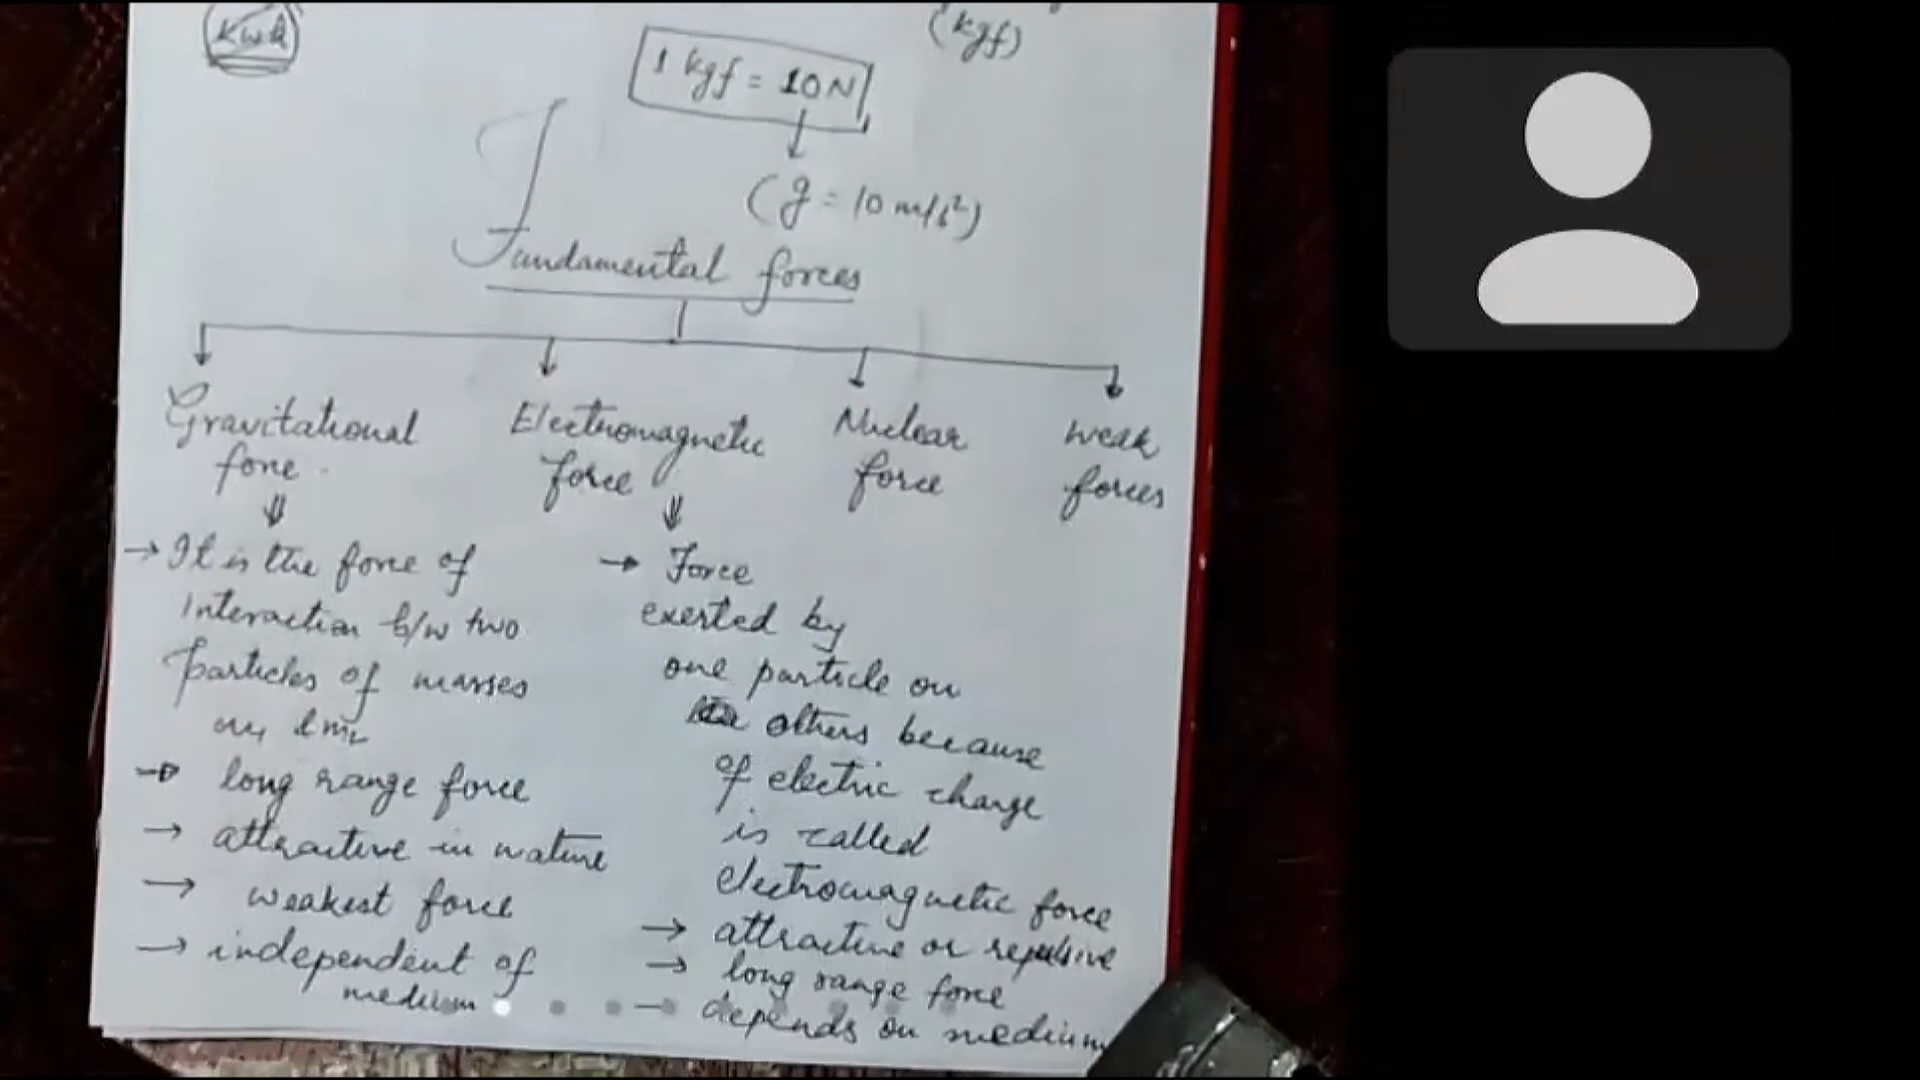 kwh
(kgf)
1 kgf = 10N
(g = 10 m/s²)
Fundamental forces
Gravitational
force
Electromagnetic
force
Nuclear
force
Weak
forces
→ It is the force of
Interaction b/w two
Particles of masses
m₁ & m₂
→ long range force
→ attractive in nature
→ weakest force
→ independent of
medium
→ Force
exerted by
one particle on
others because
of electric charge
is called
electromagnetic force
→ attractive or repulsive
→ long range force
→ depends on medium